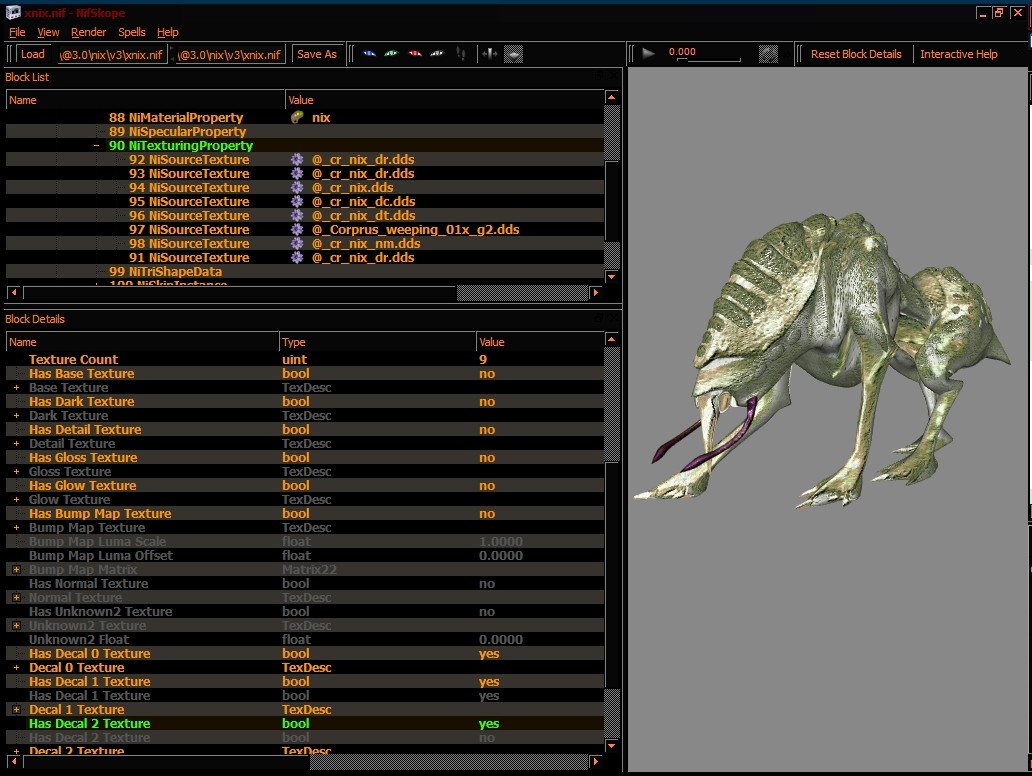 xnix.nif - NifSkope
File View Render Spells Help
Load @3.0\nix\v3\xnix.nif @3.0\nix\v3\xnix.nif Save As 0.000 Reset Block Details Interactive Help
Block List
Name Value
88 NiMaterialProperty nix
89 NiSpecularProperty
90 NiTexturingProperty
92 NiSourceTexture @_cr_nix_dr.dds
93 NiSourceTexture @_cr_nix_dr.dds
94 NiSourceTexture @_cr_nix.dds
95 NiSourceTexture @_cr_nix_dc.dds
96 NiSourceTexture @_cr_nix_dt.dds
97 NiSourceTexture @_Corprus_weeping_01x_g2.dds
98 NiSourceTexture @_cr_nix_nm.dds
91 NiSourceTexture @_cr_nix_dr.dds
99 NiTriShapeData
100 NiSkinInstance
Block Details
Name Type Value
Texture Count uint 9
Has Base Texture bool no
Base Texture TexDesc
Has Dark Texture bool no
Dark Texture TexDesc
Has Detail Texture bool no
Detail Texture TexDesc
Has Gloss Texture bool no
Gloss Texture TexDesc
Has Glow Texture bool no
Glow Texture TexDesc
Has Bump Map Texture bool no
Bump Map Texture TexDesc
Bump Map Luma Scale float 1.0000
Bump Map Luma Offset float 0.0000
Bump Map Matrix Matrix22
Has Normal Texture bool no
Normal Texture TexDesc
Has Unknown2 Texture bool no
Unknown2 Texture TexDesc
Unknown2 Float float 0.0000
Has Decal 0 Texture bool yes
Decal 0 Texture TexDesc
Has Decal 1 Texture bool yes
Has Decal 1 Texture bool yes
Decal 1 Texture TexDesc
Has Decal 2 Texture bool yes
Has Decal 2 Texture bool no
Decal 2 Texture TexDesc